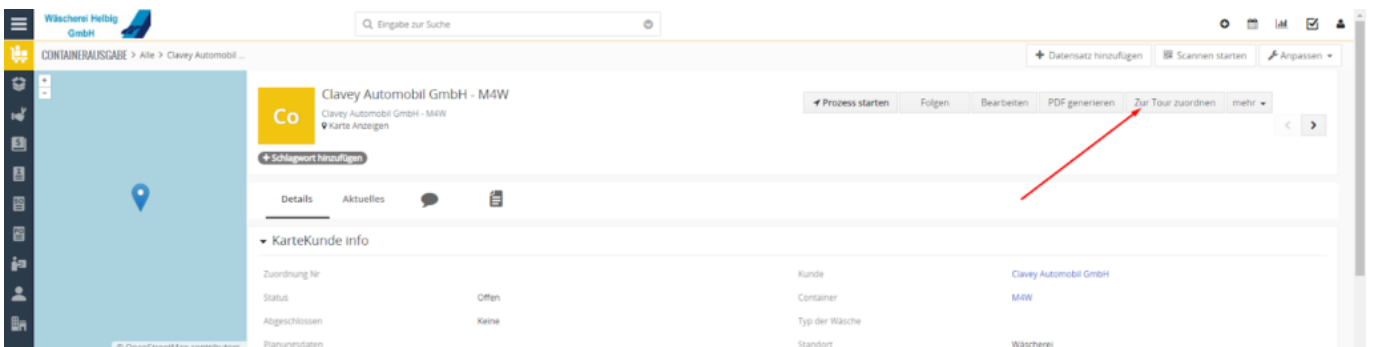 Wäscherei Helbig
GmbH
Eingabe zur Suche
CONTAINERAUSGABE > Alle > Clavey Automobil ...
+ Datensatz hinzufügen
Scannen starten
Anpassen
+
-
Co
Clavey Automobil GmbH - M4W
Clavey Automobil GmbH - M4W
Karte Anzeigen
+ Schlagwort hinzufügen
Prozess starten
Folgen
Bearbeiten
PDF generieren
Zur Tour zuordnen
mehr
Details
Aktuelles
KarteKunde info
Zuordnung Nr
Kunde Clavey Automobil GmbH
Status Offen
Container M4W
Abgeschlossen Keine
Typ der Wäsche
Planungsdaten
Standort Wäscherei
© OpenStreetMap contributors